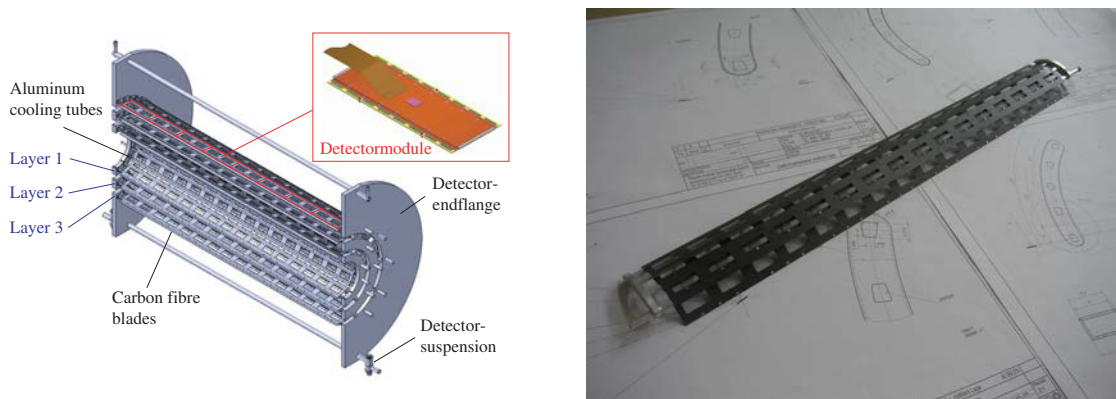 Aluminum
cooling tubes
Layer 1
Layer 2
Layer 3
Detectormodule
Detector-
endflange
Carbon fibre
blades
Detector-
suspension